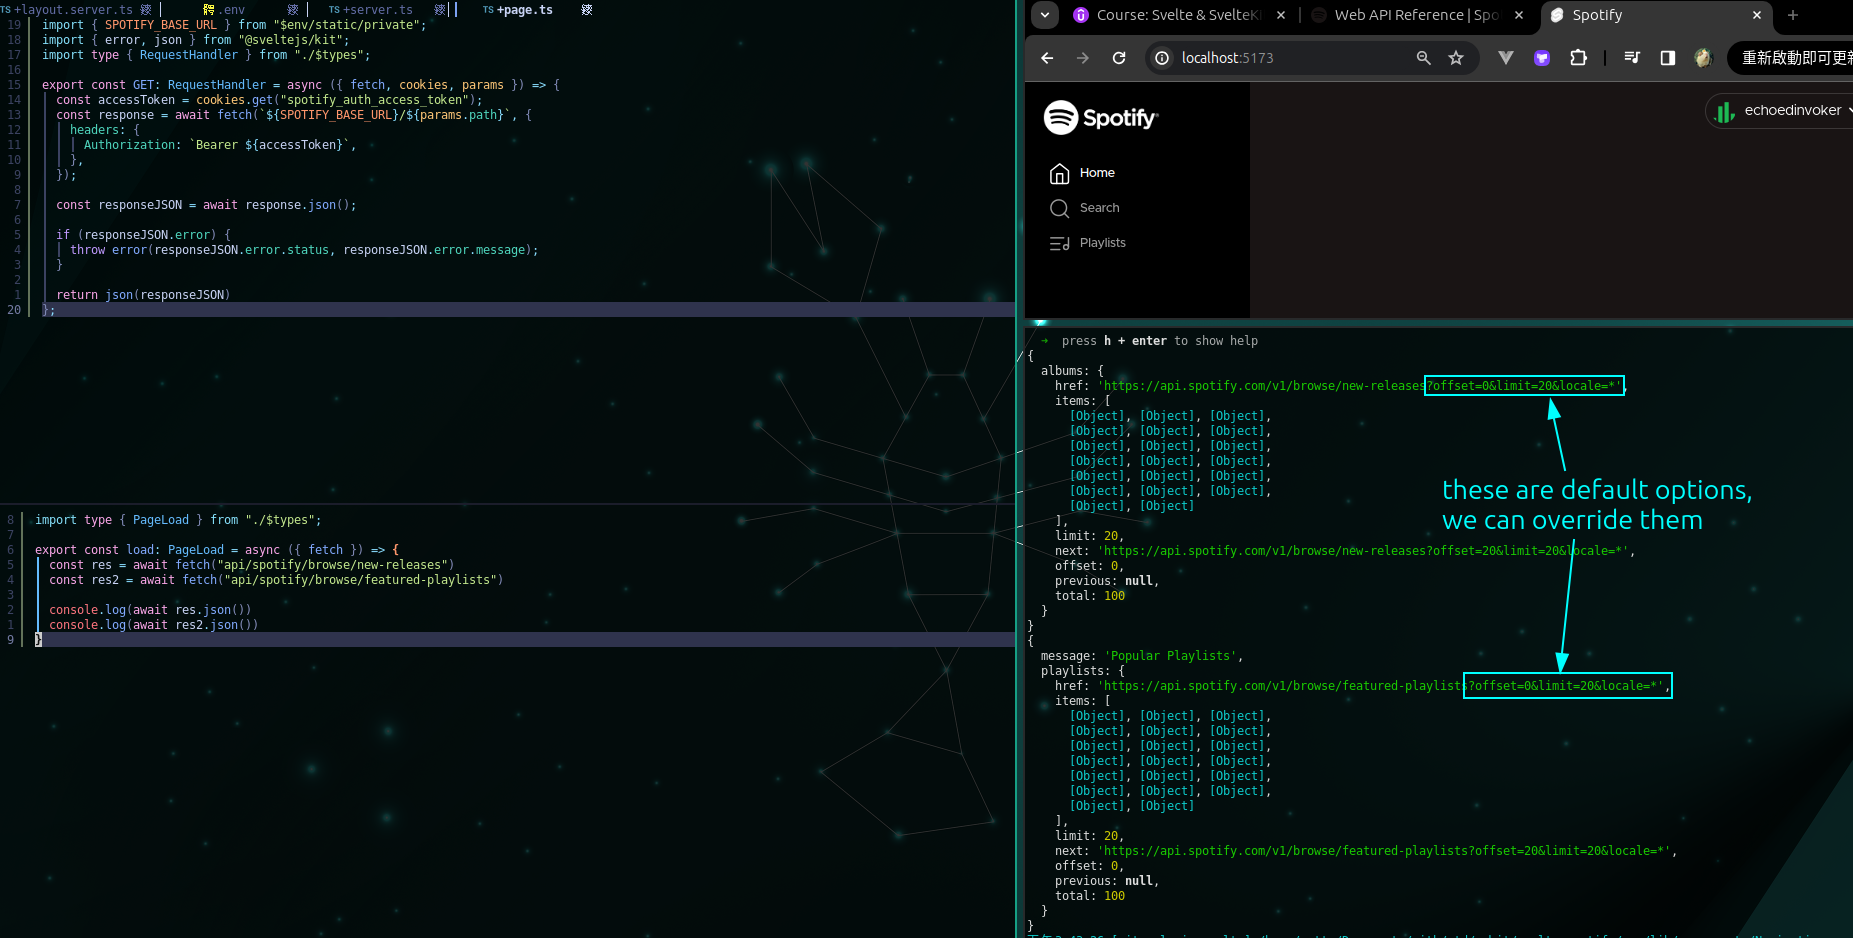 TS +layout.server.ts
.env
TS +server.ts
TS +page.ts
19 import { SPOTIFY_BASE_URL } from "$env/static/private";
18 import { error, json } from "@sveltejs/kit";
17 import type { RequestHandler } from "./$types";
16
15 export const GET: RequestHandler = async ({ fetch, cookies, params }) => {
14 const accessToken = cookies.get("spotify_auth_access_token");
13 const response = await fetch(`${SPOTIFY_BASE_URL}/${params.path}`, {
12 headers: {
11 Authorization: `Bearer ${accessToken}`,
10 },
9 });
8
7 const responseJSON = await response.json();
6
5 if (responseJSON.error) {
4 throw error(responseJSON.error.status, responseJSON.error.message);
3 }
2
1 return json(responseJSON)
20 };
8 import type { PageLoad } from "./$types";
7
6 export const load: PageLoad = async ({ fetch }) => {
5 const res = await fetch("api/spotify/browse/new-releases")
4 const res2 = await fetch("api/spotify/browse/featured-playlists")
3
2 console.log(await res.json())
1 console.log(await res2.json())
9 }
Course: Svelte & SvelteKi
Web API Reference | Spo
Spotify
localhost:5173
重新啟動即可更新
Spotify
echoedinvoker
Home
Search
Playlists
➜ press h + enter to show help
{
albums: {
href: 'https://api.spotify.com/v1/browse/new-releases?offset=0&limit=20&locale=*',
items: [
[Object], [Object], [Object],
[Object], [Object], [Object],
[Object], [Object], [Object],
[Object], [Object], [Object],
[Object], [Object], [Object],
[Object], [Object], [Object],
[Object], [Object]
],
limit: 20,
next: 'https://api.spotify.com/v1/browse/new-releases?offset=20&limit=20&locale=*',
offset: 0,
previous: null,
total: 100
}
}
these are default options,
we can override them
{
message: 'Popular Playlists',
playlists: {
href: 'https://api.spotify.com/v1/browse/featured-playlists?offset=0&limit=20&locale=*',
items: [
[Object], [Object], [Object],
[Object], [Object], [Object],
[Object], [Object], [Object],
[Object], [Object], [Object],
[Object], [Object], [Object],
[Object], [Object], [Object],
[Object], [Object]
],
limit: 20,
next: 'https://api.spotify.com/v1/browse/featured-playlists?offset=20&limit=20&locale=*',
offset: 0,
previous: null,
total: 100
}
}